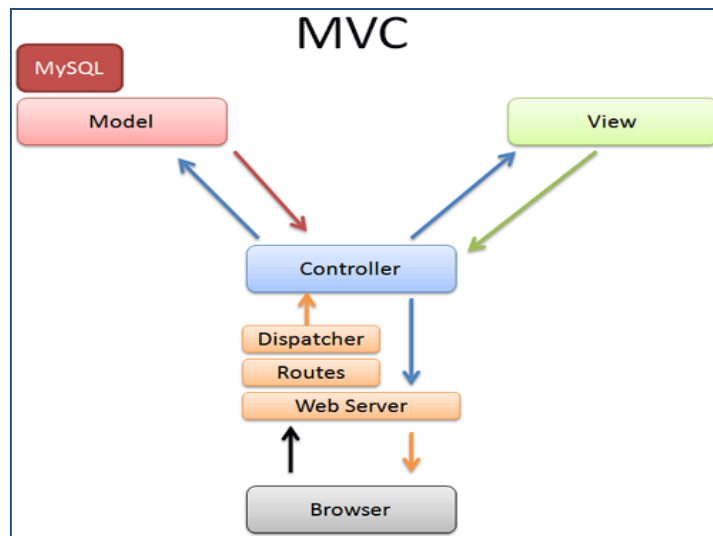 MVC
MySQL
Model
View
Controller
Dispatcher
Routes
Web Server
Browser